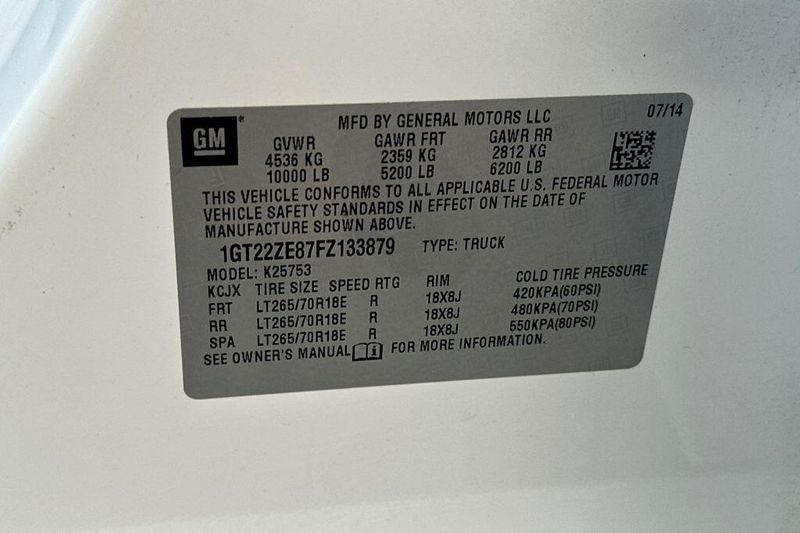 GM
MFD BY GENERAL MOTORS LLC 07/14
GVWR GAWR FRT GAWR RR
4536 KG 2359 KG 2812 KG
10000 LB 5200 LB 6200 LB
THIS VEHICLE CONFORMS TO ALL APPLICABLE U.S. FEDERAL MOTOR
VEHICLE SAFETY STANDARDS IN EFFECT ON THE DATE OF
MANUFACTURE SHOWN ABOVE.
1GT22ZE87FZ133879 TYPE: TRUCK
MODEL: K25753
KCJX TIRE SIZE SPEED RTG RIM COLD TIRE PRESSURE
FRT LT265/70R18E R 18X8J 420KPA(60PSI)
RR LT265/70R18E R 18X8J 480KPA(70PSI)
SPA LT265/70R18E R 18X8J 550KPA(80PSI)
SEE OWNER'S MANUAL FOR MORE INFORMATION.